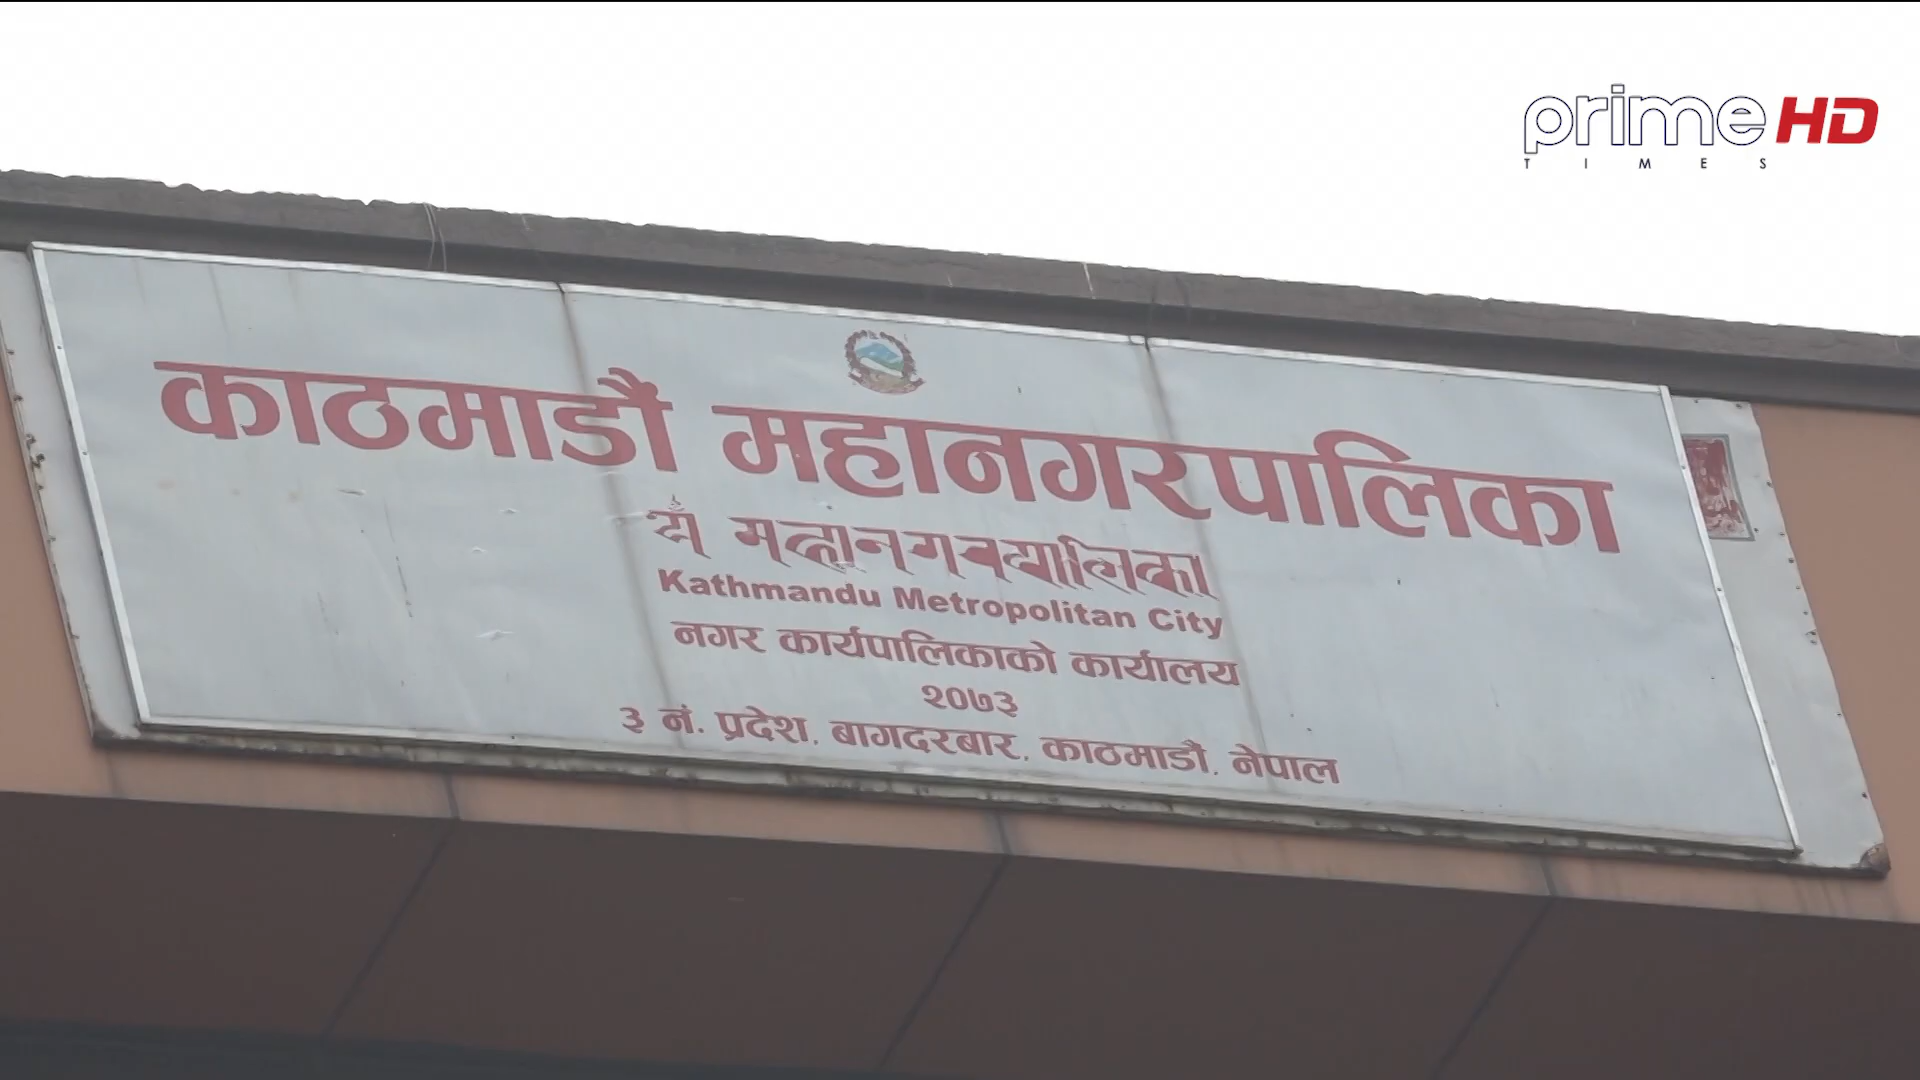 prime HD
TIMES
काठमाडौं महानगरपालिका
Kathmandu Metropolitan City
नगर कार्यपालिकाको कार्यालय
२०७३
३ नं. प्रदेश, बागदरबार, काठमाडौं, नेपाल